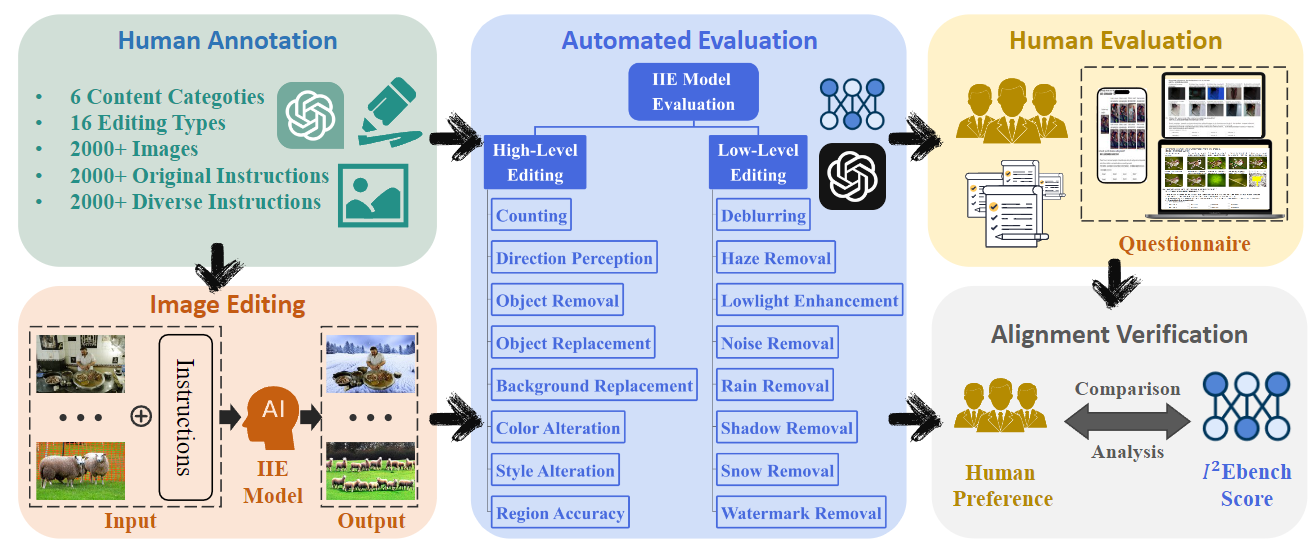 Human Annotation
• 6 Content Categoties
• 16 Editing Types
• 2000+ Images
• 2000+ Original Instructions
• 2000+ Diverse Instructions
Image Editing
Instructions
AI
IIE
Model
Input
Output
Automated Evaluation
IIE Model
Evaluation
High-Level
Editing
Counting
Direction Perception
Object Removal
Object Replacement
Background Replacement
Color Alteration
Style Alteration
Region Accuracy
Low-Level
Editing
Deblurring
Haze Removal
Lowlight Enhancement
Noise Removal
Rain Removal
Shadow Removal
Snow Removal
Watermark Removal
Human Evaluation
Questionnaire
Alignment Verification
Comparison
Analysis
Human
Preference
I²Ebench
Score